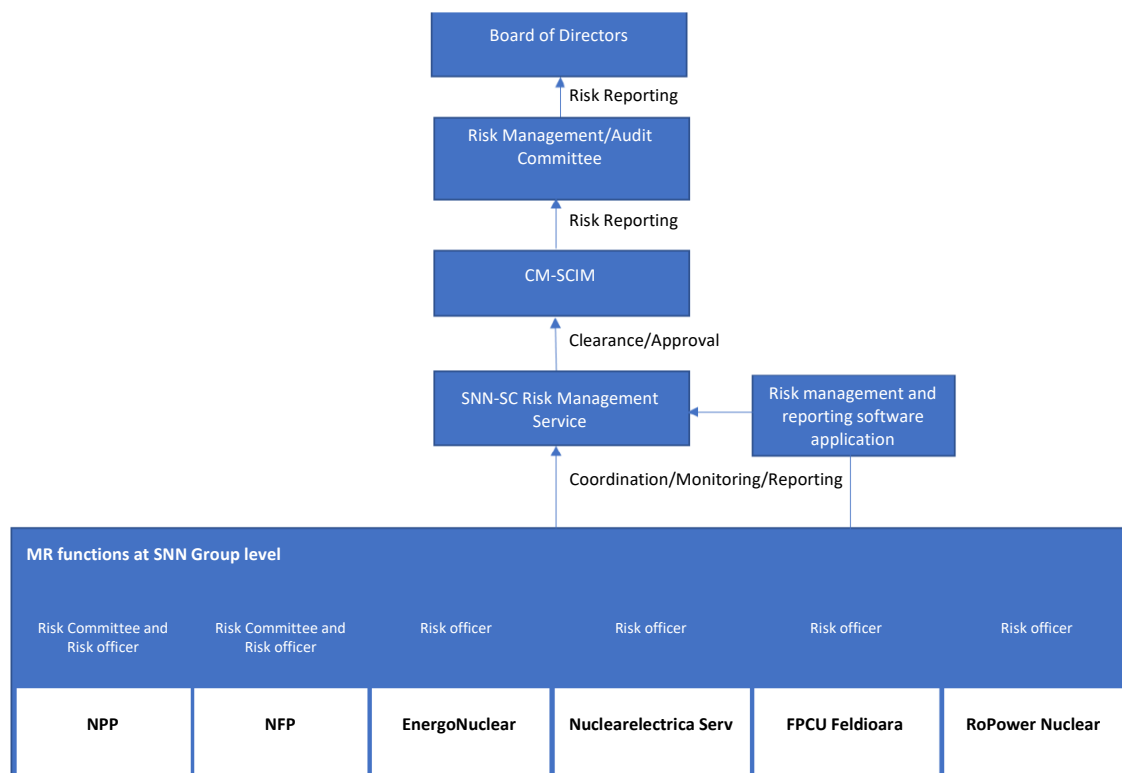 Board of Directors
Risk Reporting
Risk Management/Audit
Committee
Risk Reporting
CM-SCIM
Clearance/Approval
SNN-SC Risk Management
Service
Risk management and
reporting software
application
Coordination/Monitoring/Reporting
MR functions at SNN Group level
Risk Committee and
Risk officer
Risk Committee and
Risk officer
Risk officer
Risk officer
Risk officer
Risk officer
NPP
NFP
EnergoNuclear
Nuclearelectrica Serv
FPCU Feldioara
RoPower Nuclear